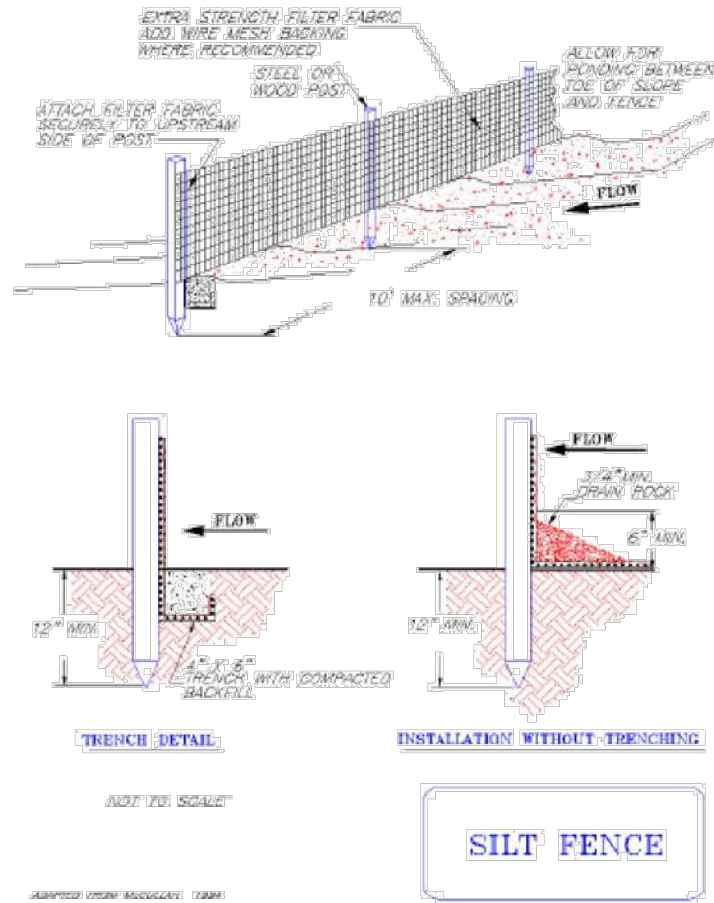 EXTRA STRENGTH FILTER FABRIC
ADD WIRE MESH BACKING
WHERE RECOMMENDED
STEEL OR
WOOD POST
ALLOW FOR
PONDING BETWEEN
TOE OF SLOPE
AND FENCE
ATTACH FILTER FABRIC
SECURELY TO UPSTREAM
SIDE OF POST
FLOW
10' MAX. SPACING
FLOW
12" MIN.
4" X 6"
TRENCH WITH COMPACTED
BACKFILL
TRENCH DETAIL
FLOW
3/4" MIN.
DRAIN ROCK
6" MIN.
12" MIN.
INSTALLATION WITHOUT TRENCHING
NOT TO SCALE
SILT FENCE
ADAPTED FROM 1994